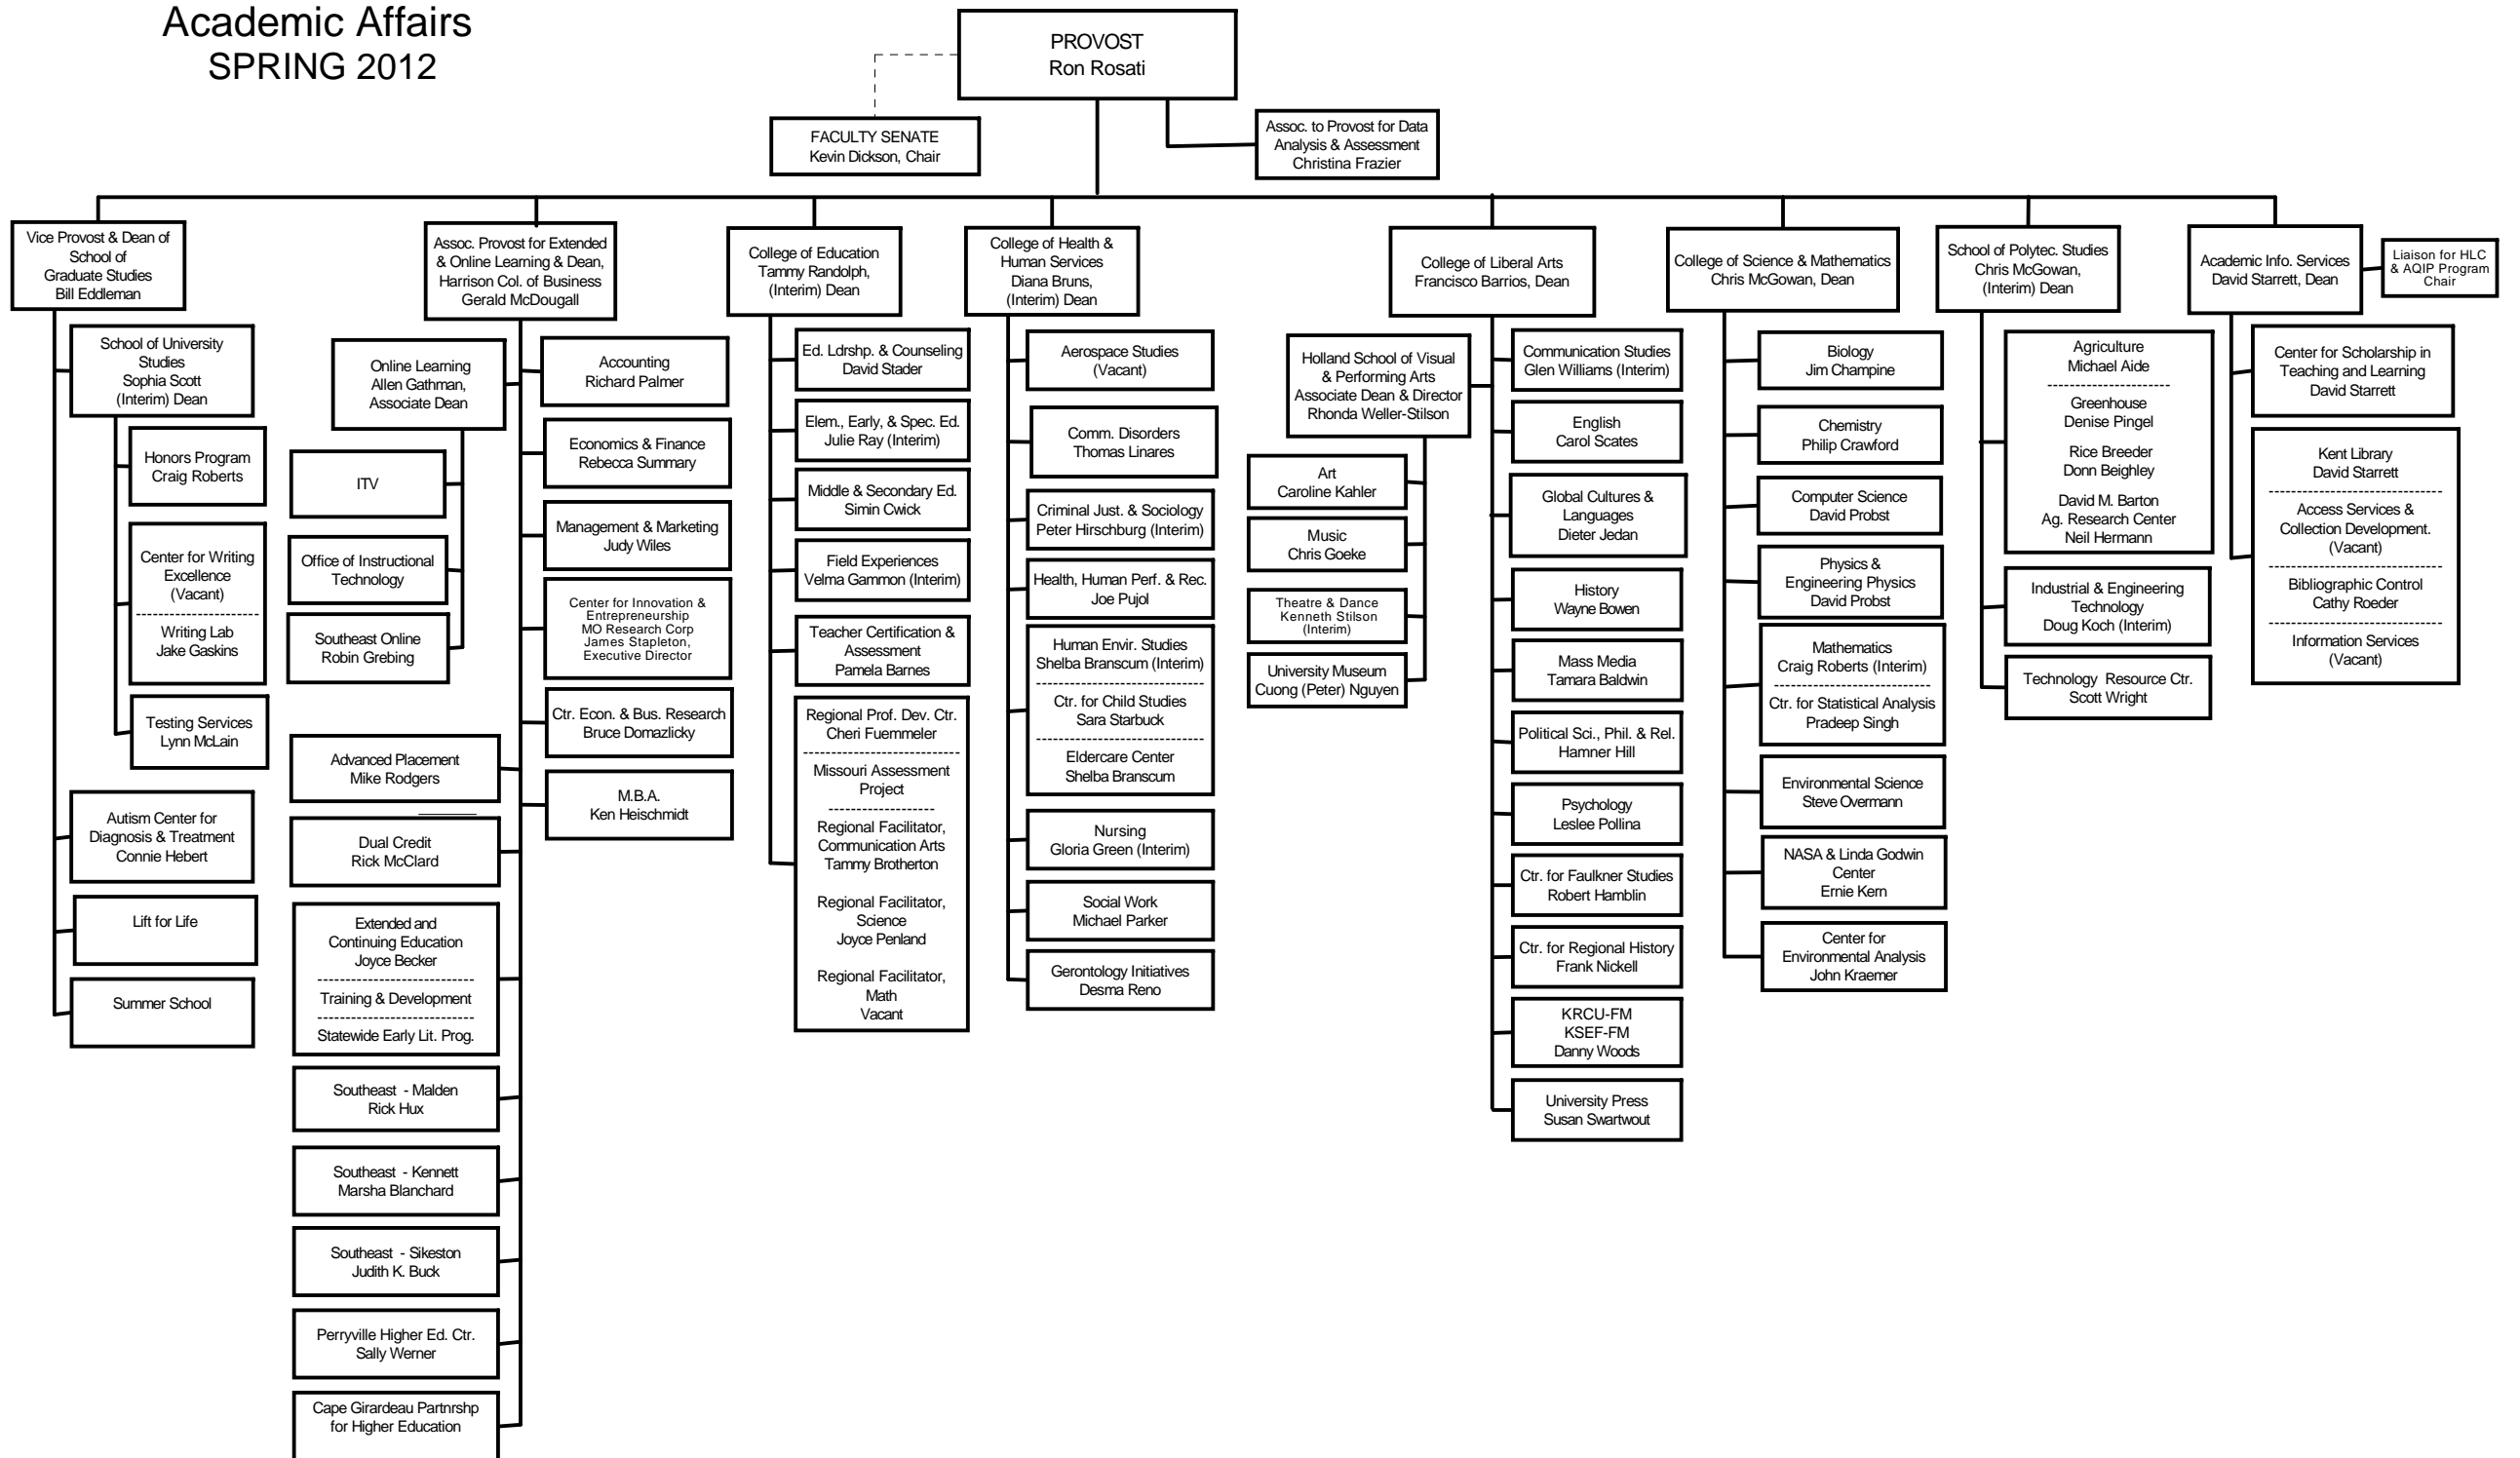 Academic Affairs
SPRING 2012
PROVOST
Ron Rosati
FACULTY SENATE
Kevin Dickson, Chair
Assoc. to Provost for Data
Analysis & Assessment
Christina Frazier
Vice Provost & Dean of
School of
Graduate Studies
Bill Eddleman
School of University
Studies
Sophia Scott
(Interim) Dean
Honors Program
Craig Roberts
Center for Writing
Excellence
(Vacant)
Writing Lab
Jake Gaskins
Testing Services
Lynn McLain
Autism Center for
Diagnosis & Treatment
Connie Hebert
Lift for Life
Summer School
Assoc. Provost for Extended
& Online Learning & Dean,
Harrison Col. of Business
Gerald McDougall
Online Learning
Allen Gathman,
Associate Dean
ITV
Office of Instructional
Technology
Southeast Online
Robin Grebing
Accounting
Richard Palmer
Economics & Finance
Rebecca Summary
Management & Marketing
Judy Wiles
Center for Innovation &
Entrepreneurship
MO Research Corp
James Stapleton,
Executive Director
Ctr. Econ. & Bus. Research
Bruce Domazlicky
M.B.A.
Ken Heischmidt
Advanced Placement
Mike Rodgers
Dual Credit
Rick McClard
Extended and
Continuing Education
Joyce Becker
Training & Development
Statewide Early Lit. Prog.
Southeast - Malden
Rick Hux
Southeast - Kennett
Marsha Blanchard
Southeast - Sikeston
Judith K. Buck
Perryville Higher Ed. Ctr.
Sally Werner
Cape Girardeau Partnrshp
for Higher Education
College of Education
Tammy Randolph,
(Interim) Dean
Ed. Ldrshp. & Counseling
David Stader
Elem., Early, & Spec. Ed.
Julie Ray (Interim)
Middle & Secondary Ed.
Simin Cwick
Field Experiences
Velma Gammon (Interim)
Teacher Certification &
Assessment
Pamela Barnes
Regional Prof. Dev. Ctr.
Cheri Fuemmeler
Missouri Assessment
Project
Regional Facilitator,
Communication Arts
Tammy Brotherton
Regional Facilitator,
Science
Joyce Penland
Regional Facilitator,
Math
Vacant
College of Health &
Human Services
Diana Bruns,
(Interim) Dean
Aerospace Studies
(Vacant)
Comm. Disorders
Thomas Linares
Criminal Just. & Sociology
Peter Hirschburg (Interim)
Health, Human Perf. & Rec.
Joe Pujol
Human Envir. Studies
Shelba Branscum (Interim)
Ctr. for Child Studies
Sara Starbuck
Eldercare Center
Shelba Branscum
Nursing
Gloria Green (Interim)
Social Work
Michael Parker
Gerontology Initiatives
Desma Reno
College of Liberal Arts
Francisco Barrios, Dean
Holland School of Visual
& Performing Arts
Associate Dean & Director
Rhonda Weller-Stilson
Art
Caroline Kahler
Music
Chris Goeke
Theatre & Dance
Kenneth Stilson
(Interim)
University Museum
Cuong (Peter) Nguyen
Communication Studies
Glen Williams (Interim)
English
Carol Scates
Global Cultures &
Languages
Dieter Jedan
History
Wayne Bowen
Mass Media
Tamara Baldwin
Political Sci., Phil. & Rel.
Hamner Hill
Psychology
Leslee Pollina
Ctr. for Faulkner Studies
Robert Hamblin
Ctr. for Regional History
Frank Nickell
KRCU-FM
KSEF-FM
Danny Woods
University Press
Susan Swartwout
College of Science & Mathematics
Chris McGowan, Dean
Biology
Jim Champine
Chemistry
Philip Crawford
Computer Science
David Probst
Physics &
Engineering Physics
David Probst
Mathematics
Craig Roberts (Interim)
Ctr. for Statistical Analysis
Pradeep Singh
Environmental Science
Steve Overmann
NASA & Linda Godwin
Center
Ernie Kern
Center for
Environmental Analysis
John Kraemer
School of Polytec. Studies
Chris McGowan,
(Interim) Dean
Agriculture
Michael Aide
Greenhouse
Denise Pingel
Rice Breeder
Donn Beighley
David M. Barton
Ag. Research Center
Neil Hermann
Industrial & Engineering
Technology
Doug Koch (Interim)
Technology Resource Ctr.
Scott Wright
Academic Info. Services
David Starrett, Dean
Liaison for HLC
& AQIP Program
Chair
Center for Scholarship in
Teaching and Learning
David Starrett
Kent Library
David Starrett
Access Services &
Collection Development.
(Vacant)
Bibliographic Control
Cathy Roeder
Information Services
(Vacant)